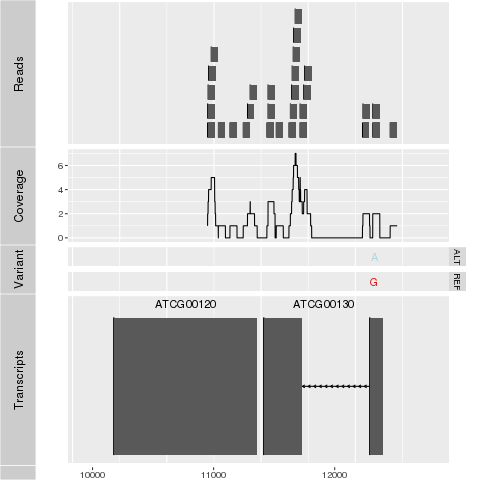 Reads
Coverage
6
4
2
0
Variant
A
ALT
G
REF
Transcripts
ATCG00120 ATCG00130
10000 11000 12000